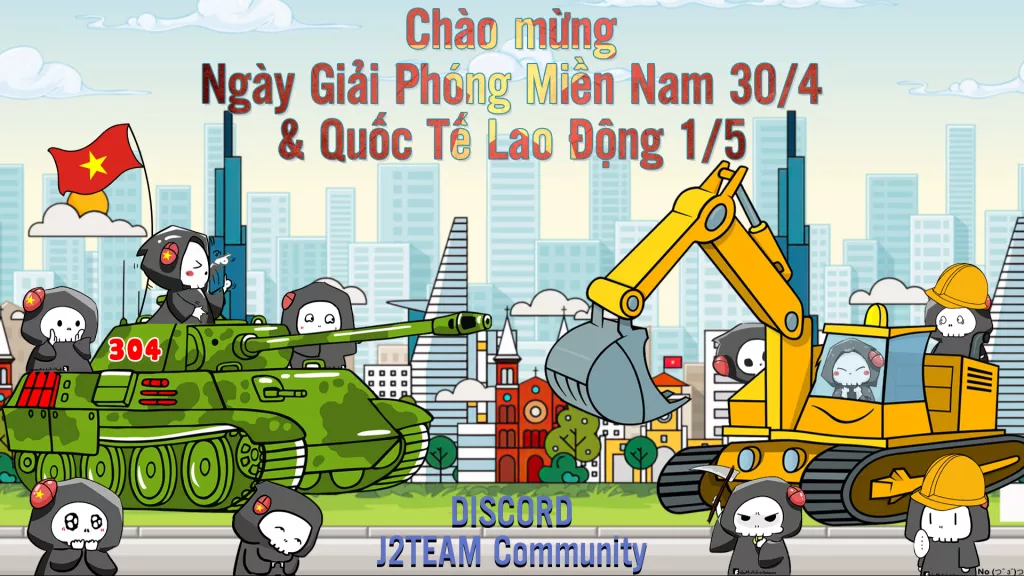 Chào mừng
Ngày Giải Phóng Miền Nam 30/4
& Quốc Tế Lao Động 1/5
304
DISCORD
J2TEAM Community